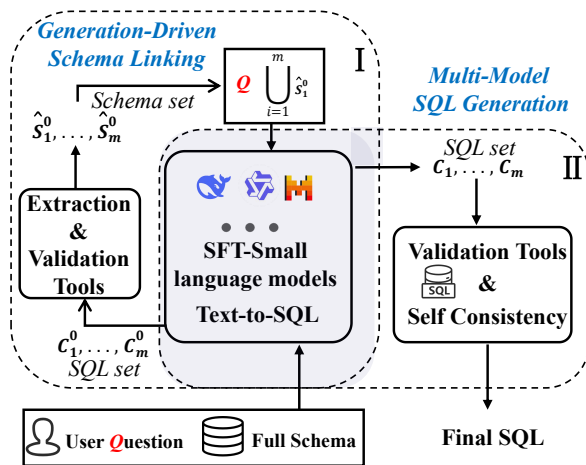 Generation-Driven
Schema Linking
I
Q ⋃ᵢ₌₁ᵐ ŝ₁⁰
Schema set
ŝ₁⁰, . . . , ŝₘ⁰
Multi-Model
SQL Generation
II
SQL set
C₁, . . . , Cₘ
Extraction
&
Validation
Tools
SFT-Small
language models
Text-to-SQL
Validation Tools
SQL
&
Self Consistency
C₁⁰, . . . , Cₘ⁰
SQL set
User Question
Full Schema
Final SQL